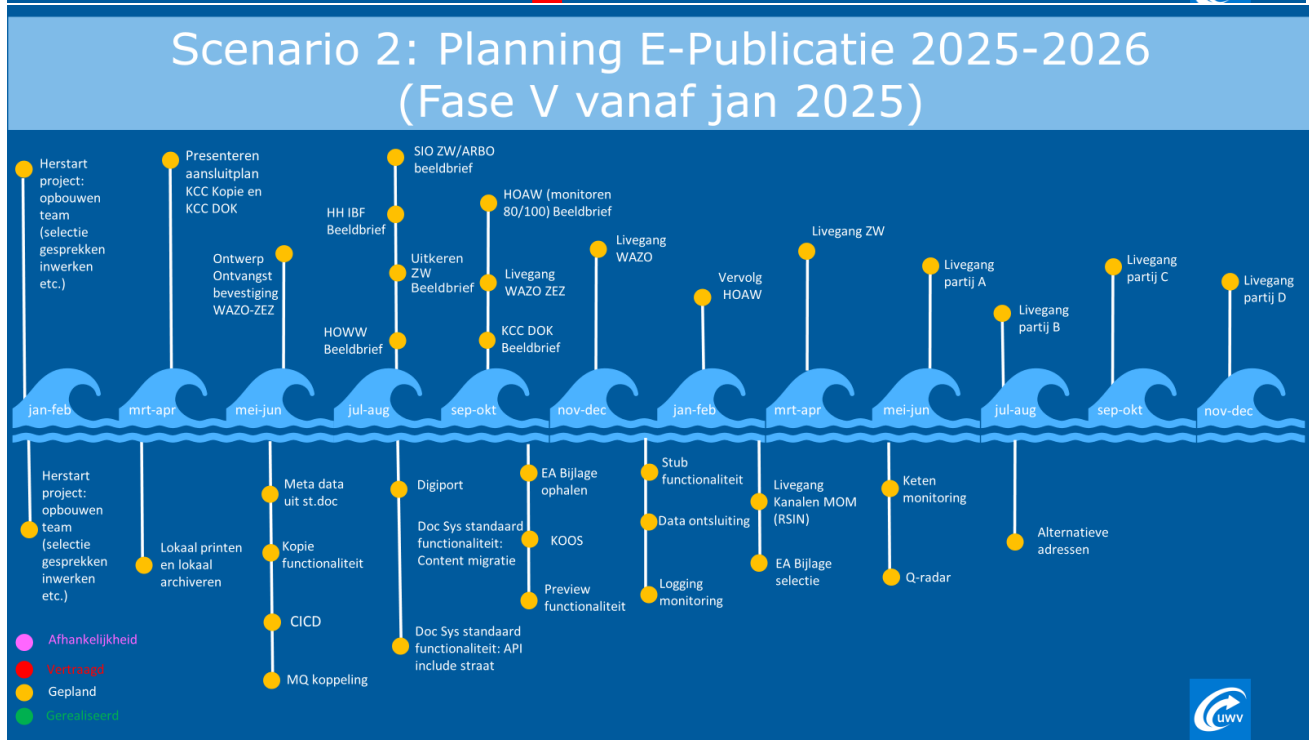 Scenario 2: Planning E-Publicatie 2025-2026
(Fase V vanaf jan 2025)
Herstart
project:
opbouwen
team
(selectie
gesprekken
inwerken
etc.)
Presenteren
aansluitplan
KCC Kopie en
KCC DOK
Ontwerp
Ontvangst
bevestiging
WAZO-ZEZ
SIO ZW/ARBO
beeldbrief
HH IBF
Beeldbrief
Uitkeren
ZW
Beeldbrief
HOWW
Beeldbrief
HOAW (monitoren
80/100) Beeldbrief
Livegang
WAZO ZEZ
KCC DOK
Beeldbrief
Livegang
WAZO
Vervolg
HOAW
Livegang ZW
Livegang
partij A
Livegang
partij B
Livegang
partij C
Livegang
partij D
jan-feb
mrt-apr
mei-jun
jul-aug
sep-okt
nov-dec
jan-feb
mrt-apr
mei-jun
jul-aug
sep-okt
nov-dec
Herstart
project:
opbouwen
team
(selectie
gesprekken
inwerken
etc.)
Lokaal printen
en lokaal
archiveren
Meta data
uit st.doc
Kopie
functionaliteit
CICD
MQ koppeling
Digiport
Doc Sys standaard
functionaliteit:
Content migratie
Doc Sys standaard
functionaliteit: API
include straat
EA Bijlage
ophalen
KOOS
Preview
functionaliteit
Stub
functionaliteit
Data ontsluiting
Logging
monitoring
Livegang
Kanalen MOM
(RSIN)
EA Bijlage
selectie
Keten
monitoring
Q-radar
Alternatieve
adressen
Afhankelijkheid
Vertraagd
Gepland
Gerealiseerd
UWV